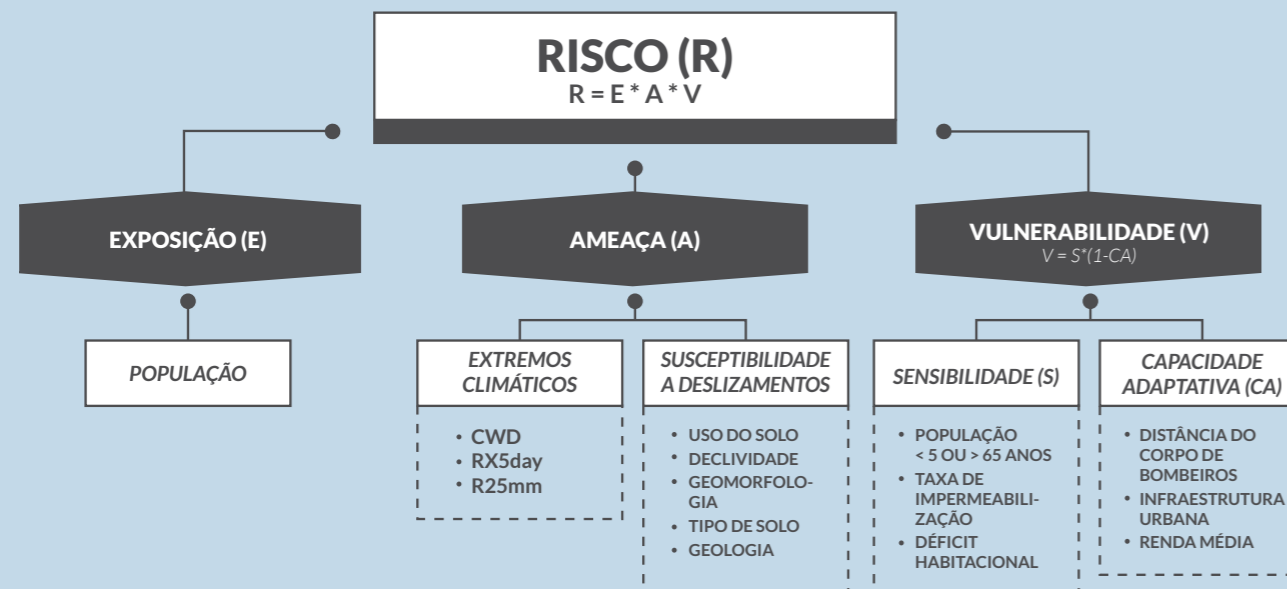 RISCO (R)
R = E * A * V
EXPOSIÇÃO (E)
POPULAÇÃO
AMEAÇA (A)
EXTREMOS
CLIMÁTICOS
• CWD
• RX5day
• R25mm
SUSCEPTIBILIDADE
A DESLIZAMENTOS
• USO DO SOLO
• DECLIVIDADE
• GEOMORFOLO-
GIA
• TIPO DE SOLO
• GEOLOGIA
VULNERABILIDADE (V)
V = S*(1-CA)
SENSIBILIDADE (S)
• POPULAÇÃO
< 5 OU > 65 ANOS
• TAXA DE
IMPERMEABILI-
ZAÇÃO
• DÉFICIT
HABITACIONAL
CAPACIDADE
ADAPTATIVA (CA)
• DISTÂNCIA DO
CORPO DE
BOMBEIROS
• INFRAESTRUTURA
URBANA
• RENDA MÉDIA